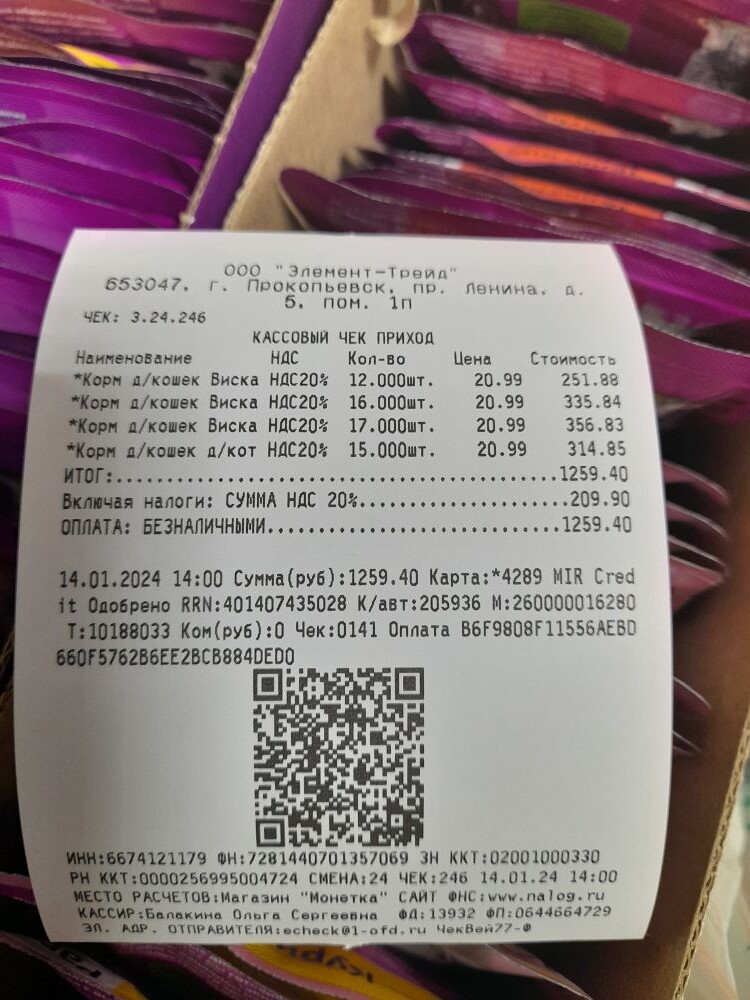 ООО "Элемент-Трейд"
653047, г. Прокопьевск, пр. Ленина, д.
5, пом. 1п
ЧЕК: 3.24.246
КАССОВЫЙ ЧЕК ПРИХОД
Наименование НДС Кол-во Цена Стоимость
*Корм д/кошек Виска НДС20% 12.000шт. 20.99 251.88
*Корм д/кошек Виска НДС20% 16.000шт. 20.99 335.84
*Корм д/кошек Виска НДС20% 17.000шт. 20.99 356.83
*Корм д/кошек д/кот НДС20% 15.000шт. 20.99 314.85
ИТОГ:..........................................1259.40
Включая налоги: СУММА НДС 20%....................209.90
ОПЛАТА: БЕЗНАЛИЧНЫМИ............................1259.40
14.01.2024 14:00 Сумма(руб):1259.40 Карта:*4289 MIR Cred
it Одобрено RRN:401407435028 К/авт:205936 М:260000016280
Т:10188033 Ком(руб):0 Чек:0141 Оплата B6F9808F11556AEBD
660F5762B6EE2BCB884DED0
ИНН:6674121179 ФН:7281440701357069 ЗН ККТ:02001000330
РН ККТ:0000256995004724 СМЕНА:24 ЧЕК:246 14.01.24 14:00
МЕСТО РАСЧЕТОВ:Магазин "Монетка" САЙТ ФНС:www.nalog.ru
КАССИР:Балакина Ольга Сергеевна ФД:13932 ФП:0644664729
ЭЛ. АДР. ОТПРАВИТЕЛЯ:echeck@1-ofd.ru ЧекВей77-Ф